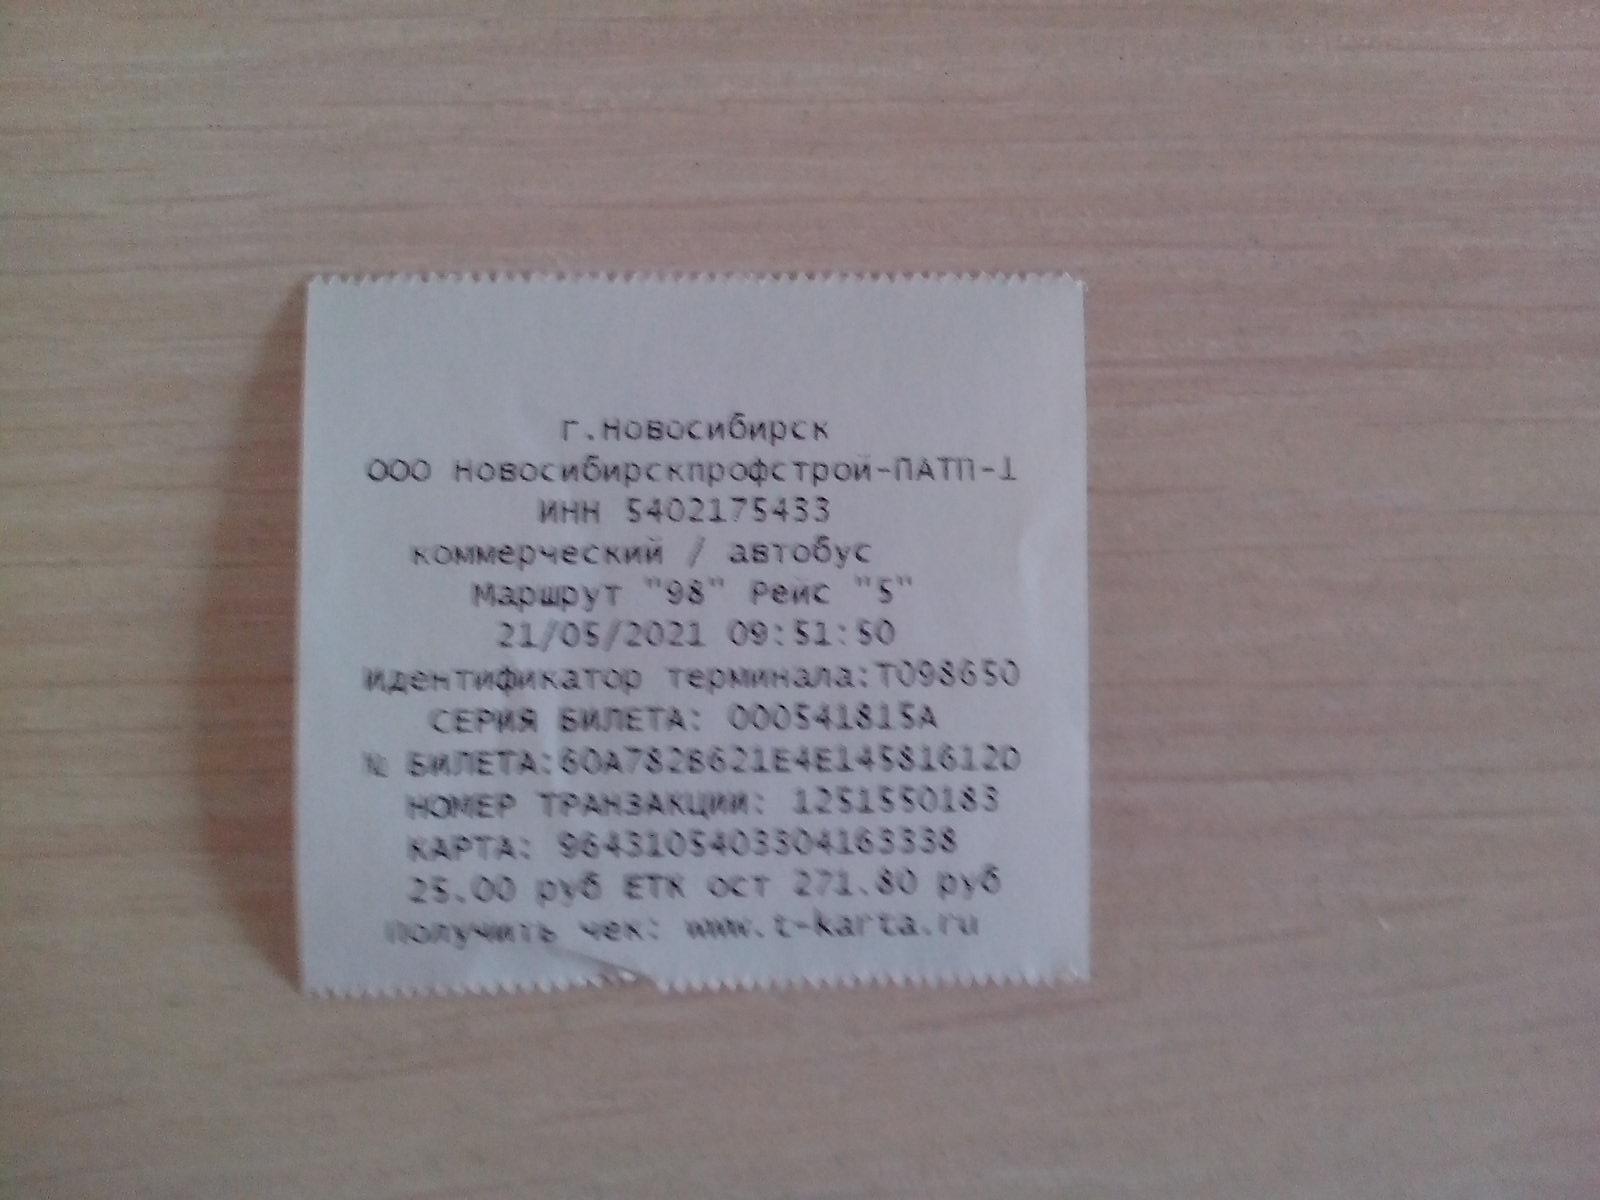 г.Новосибирск
ООО Новосибирскпрофстрой-ПАТП-1
ИНН 5402175433
коммерческий / автобус
Маршрут "98" Рейс "5"
21/05/2021 09:51:50
Идентификатор терминала:T098650
СЕРИЯ БИЛЕТА: 000541815A
№ БИЛЕТА:60A782B621E4E14581612D
НОМЕР ТРАНЗАКЦИИ: 1251550183
КАРТА: 9643105403304163338
25.00 руб ЕТК ост 271.80 руб
Получить чек: www.t-karta.ru